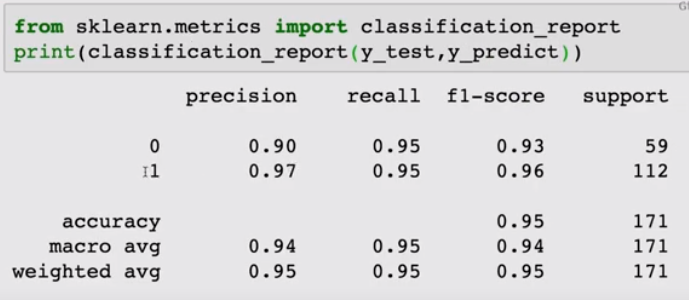 from sklearn.metrics import classification_report
print(classification_report(y_test,y_predict))
precision recall f1-score support
0 0.90 0.95 0.93 59
1 0.97 0.95 0.96 112
accuracy 0.95 171
macro avg 0.94 0.95 0.94 171
weighted avg 0.95 0.95 0.95 171